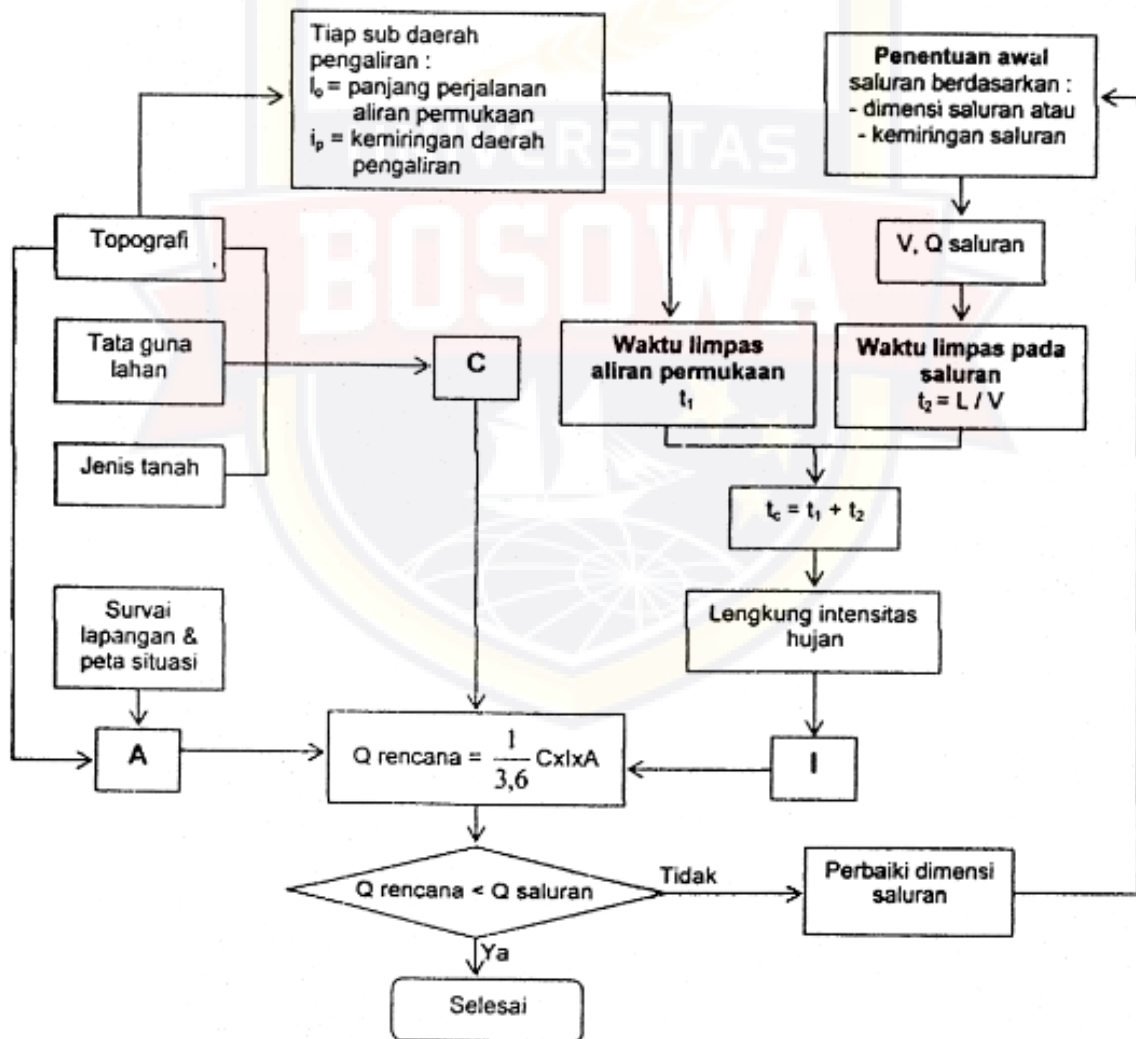 Tiap sub daerah
pengaliran :
l₀ = panjang perjalanan
aliran permukaan
iₚ = kemiringan daerah
pengaliran
Penentuan awal
saluran berdasarkan :
- dimensi saluran atau
- kemiringan saluran
UNIVERSITAS
BOSOWA
Topografi
V, Q saluran
Tata guna
lahan
C
Waktu limpas
aliran permukaan
t₁
Waktu limpas pada
saluran
t₂ = L / V
Jenis tanah
t꜀ = t₁ + t₂
Survai
lapangan &
peta situasi
Lengkung intensitas
hujan
A
Q rencana = 1/3,6 CxIxA
I
Q rencana < Q saluran
Tidak
Perbaiki dimensi
saluran
Ya
Selesai